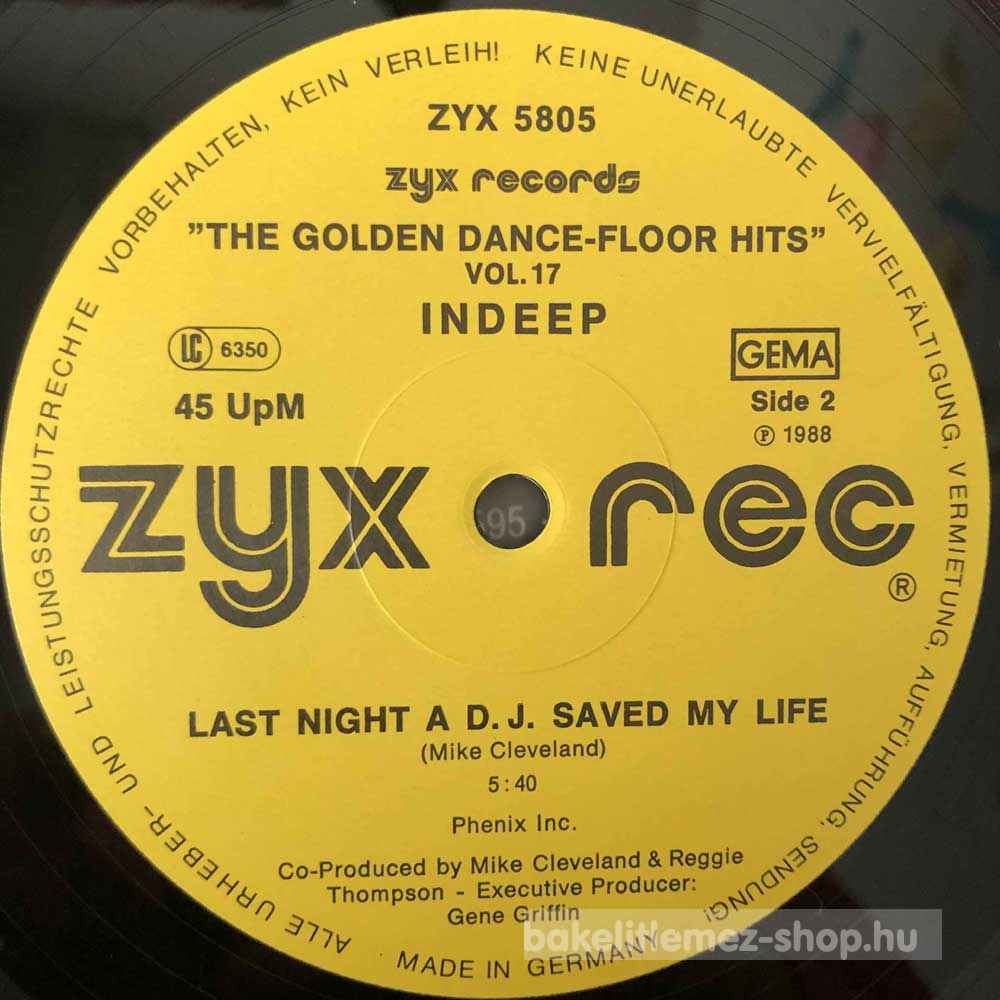 ALLE URHEBER- UND LEISTUNGSSCHUTZRECHTE VORBEHALTEN, KEIN VERLEIH! KEINE UNERLAUBTE VERVIELFÄLTIGUNG, VERMIETUNG, AUFFÜHRUNG, SENDUNG!
ZYX 5805
zyx records
"THE GOLDEN DANCE-FLOOR HITS"
VOL.17
INDEEP
LC 6350
GEMA
45 UpM
Side 2
℗ 1988
zyx rec®
95
LAST NIGHT A D.J. SAVED MY LIFE
(Mike Cleveland)
5:40
Phenix Inc.
Co-Produced by Mike Cleveland & Reggie
Thompson - Executive Producer:
Gene Griffin
MADE IN GERMANY
bakelitlemez-shop.hu